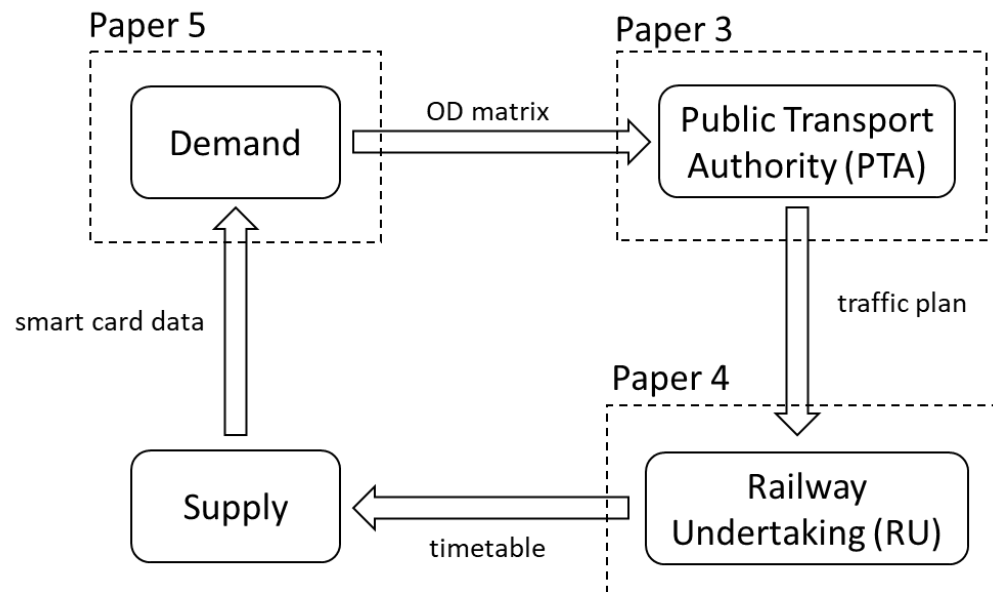 Paper 5
Paper 3
Demand
OD matrix
Public Transport
Authority (PTA)
smart card data
traffic plan
Paper 4
Supply
timetable
Railway
Undertaking (RU)